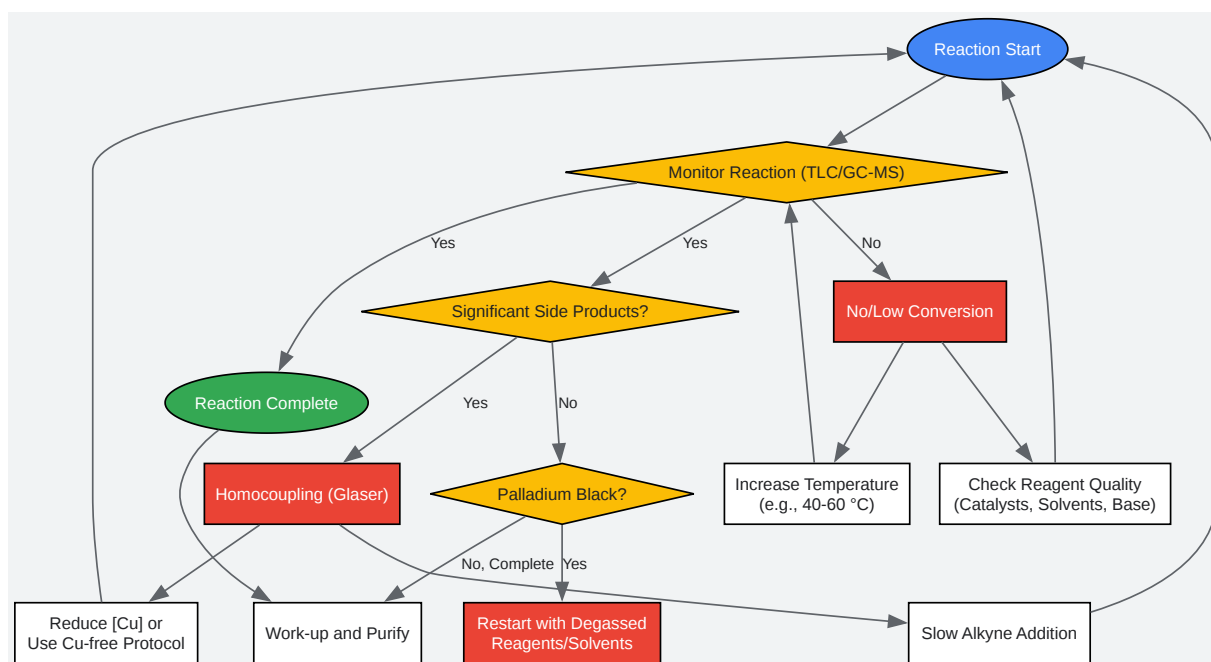 Reaction Start
Monitor Reaction (TLC/GC-MS)
Yes
Yes
No
Significant Side Products?
No/Low Conversion
Reaction Complete
Yes
No
Homocoupling (Glaser)
Palladium Black?
Increase Temperature
(e.g., 40-60 °C)
Check Reagent Quality
(Catalysts, Solvents, Base)
No, Complete
Yes
Reduce [Cu] or
Use Cu-free Protocol
Work-up and Purify
Restart with Degassed
Reagents/Solvents
Slow Alkyne Addition